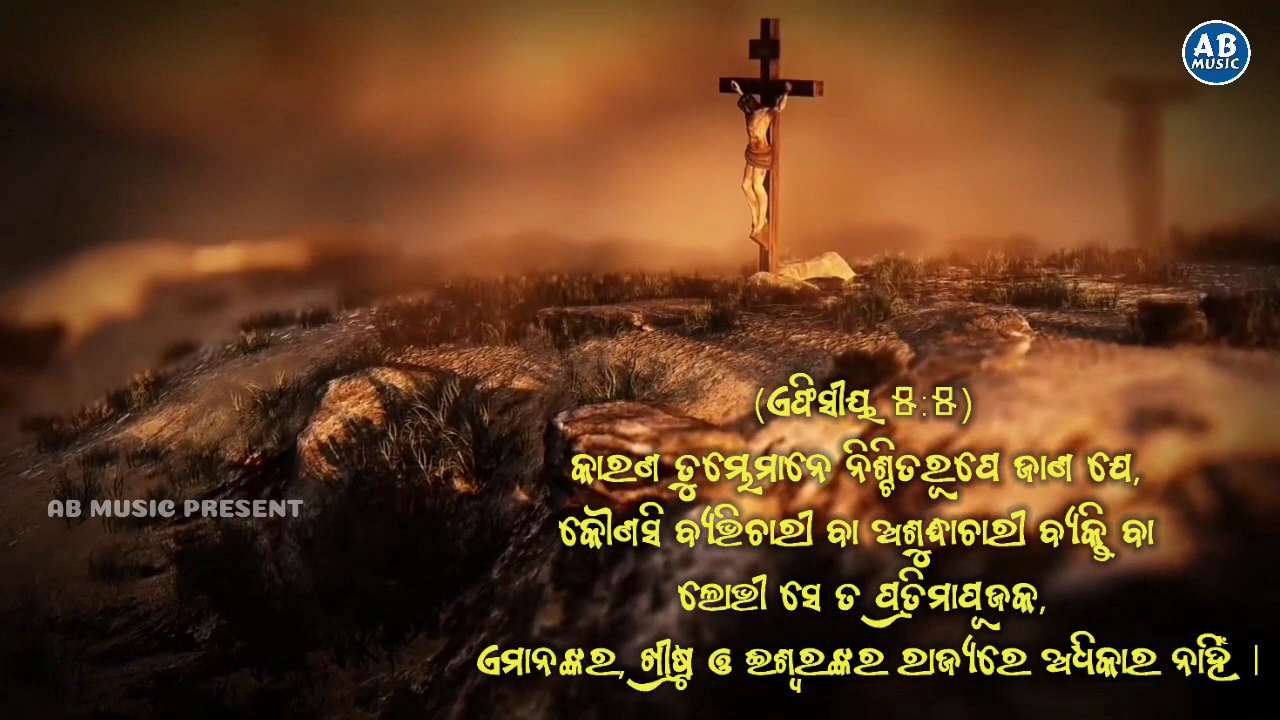 AB
MUSIC
(ଏଫିସୀୟ ୫:୫)
କାରଣ ତୁମ୍ଭେମାନେ ନିଶ୍ଚିତରୂପେ ଜାଣ ଯେ,
କୌଣସି ବ୍ୟଭିଚାରୀ ବା ଅଶୁଦ୍ଧାଚାରୀ ବ୍ୟକ୍ତି ବା
ଲୋଭୀ ସେ ତ ପ୍ରତିମାପୂଜକ,
ଏମାନଙ୍କର, ଖ୍ରୀଷ୍ଟ ଓ ଈଶ୍ୱରଙ୍କର ରାଜ୍ୟରେ ଅଧିକାର ନାହିଁ |
AB MUSIC PRESENT